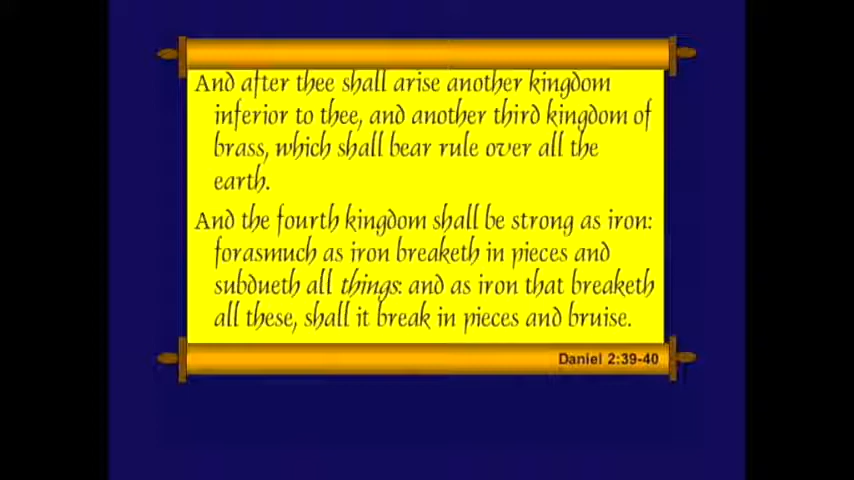 And after thee shall arise another kingdom
inferior to thee, and another third kingdom of
brass, which shall bear rule over all the
earth.
And the fourth kingdom shall be strong as iron:
forasmuch as iron breaketh in pieces and
subdueth all things: and as iron that breaketh
all these, shall it break in pieces and bruise.
Daniel 2:39-40